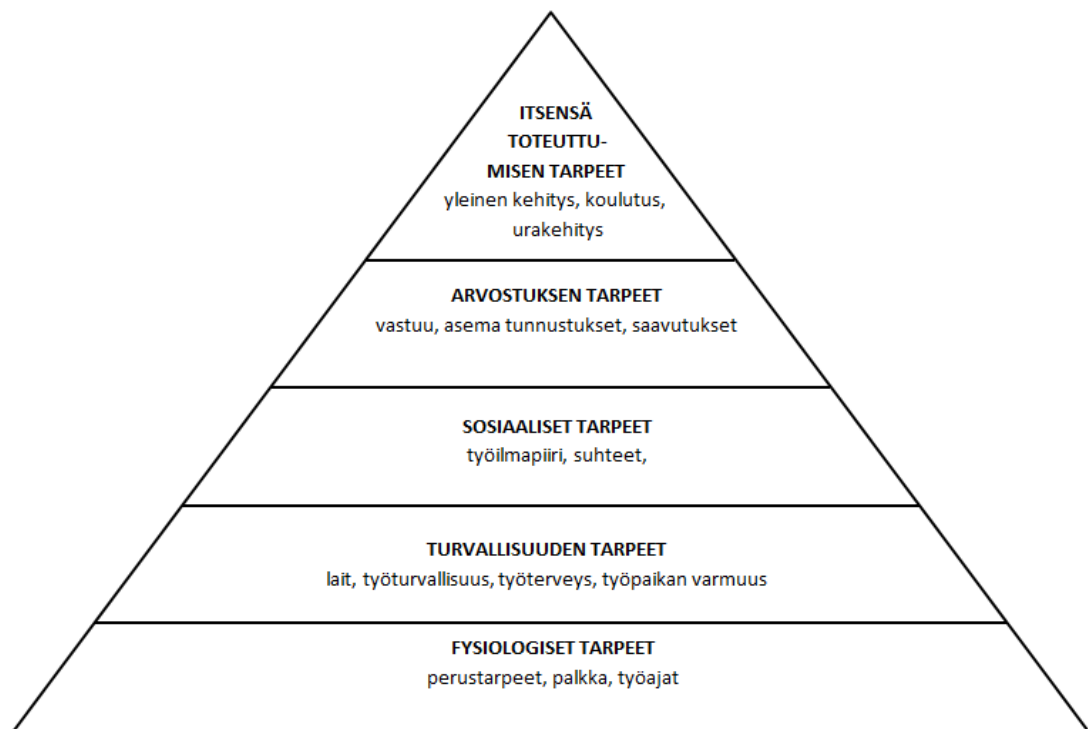 ITSENSÄ
TOTEUTTU-
MISEN TARPEET
yleinen kehitys, koulutus,
urakehitys
ARVOSTUKSEN TARPEET
vastuu, asema tunnustukset, saavutukset
SOSIAALISET TARPEET
työilmapiiri, suhteet,
TURVALLISUUDEN TARPEET
lait, työturvallisuus, työterveys, työpaikan varmuus
FYSIOLOGISET TARPEET
perustarpeet, palkka, työajat